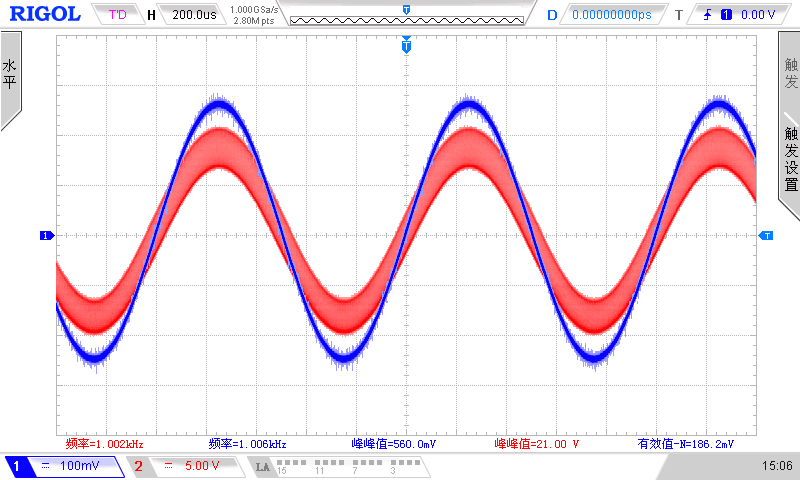 RIGOL T'D H 200.0us 1.000GSa/s 2.80M pts T D 0.00000000ps T 1 0.00 V
水平
T
触发
触发设置
1
T
频率=1.002kHz 频率=1.006kHz 峰峰值=560.0mV 峰峰值=21.00 V 有效值-N=186.2mV
1 100mV 2 5.00 V LA 15 11 7 3 15:06